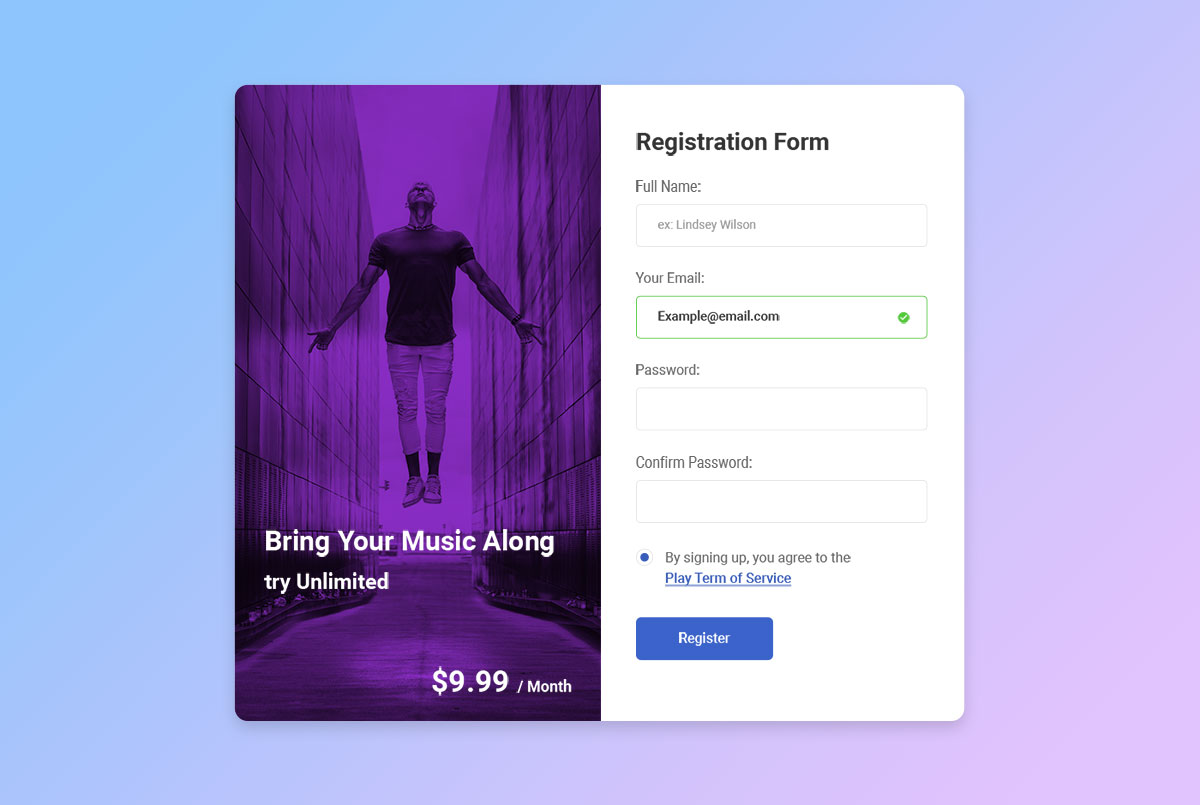 Bring Your Music Along
try Unlimited
$9.99 / Month
Registration Form
Full Name:
ex: Lindsey Wilson
Your Email:
Example@email.com
Password:
Confirm Password:
By signing up, you agree to the
Play Term of Service
Register